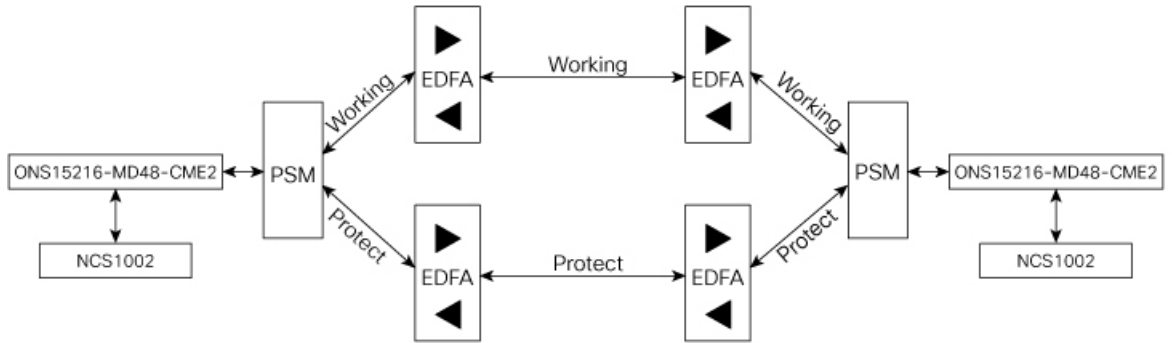 EDFA
Working
EDFA
Working
Working
ONS15216-MD48-CME2
PSM
PSM
ONS15216-MD48-CME2
NCS1002
Protect
EDFA
Protect
EDFA
Protect
NCS1002